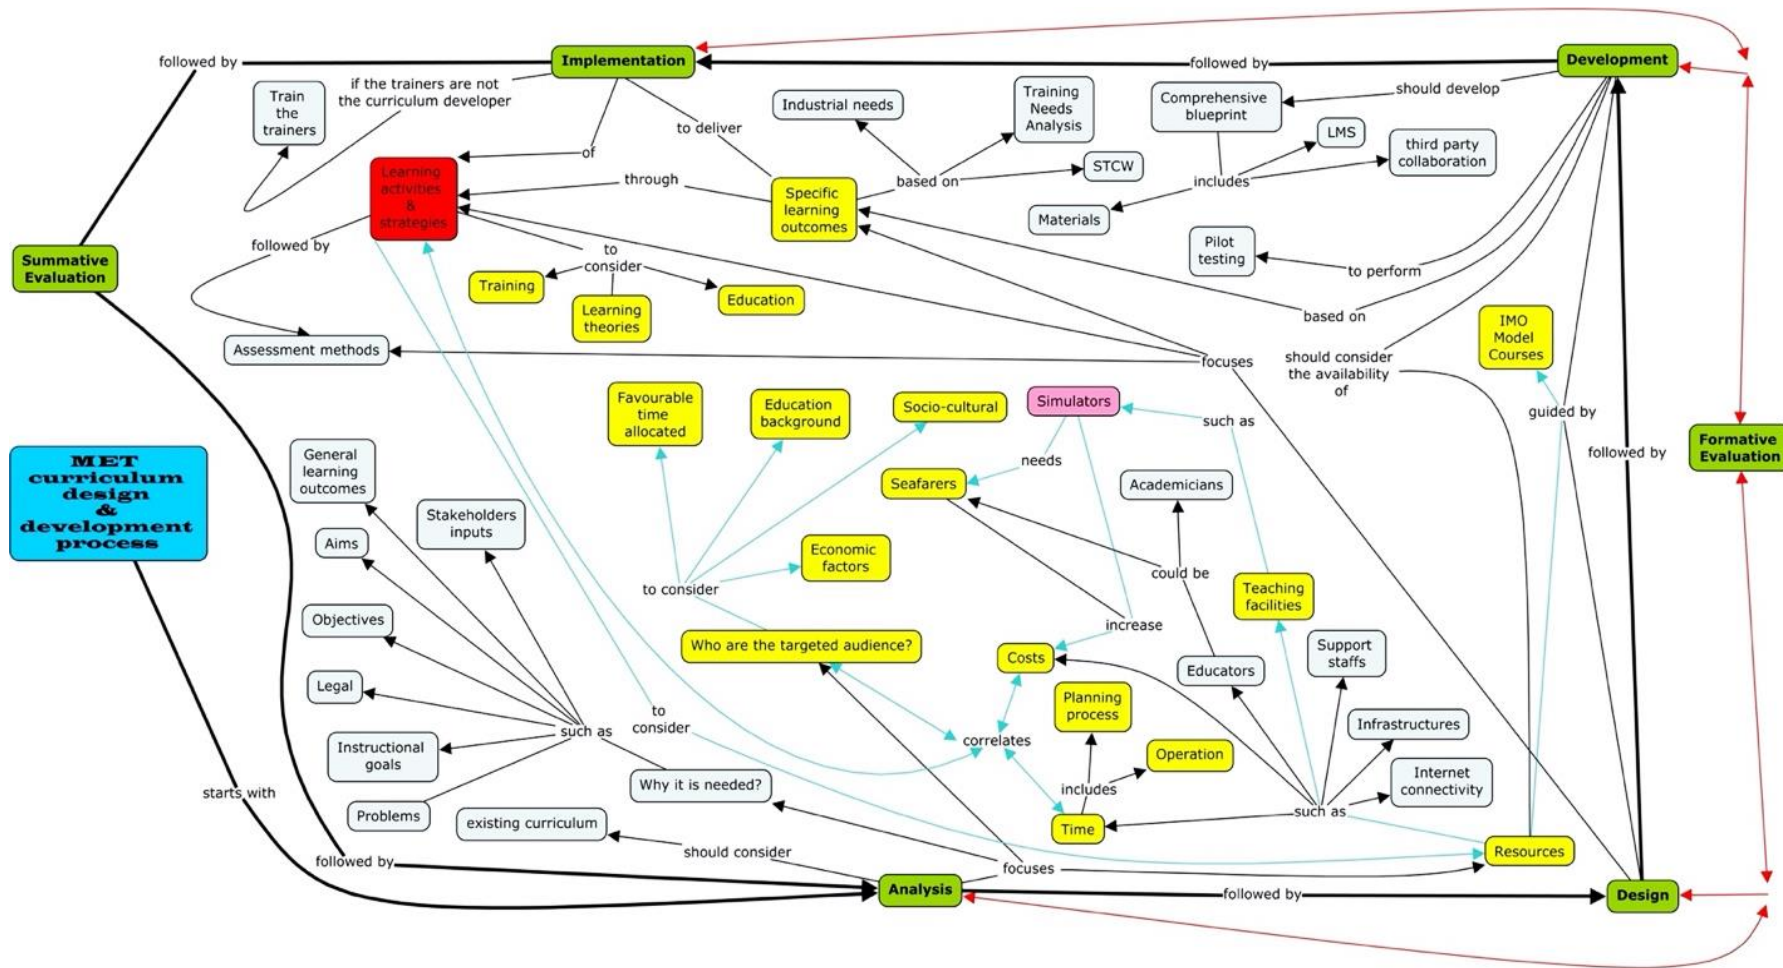 followed by
Implementation
followed by
Development
Train
the
trainers
if the trainers are not
the curriculum developer
to deliver
of
Industrial needs
Training
Needs
Analysis
STCW
based on
should develop
Comprehensive
blueprint
LMS
third party
collaboration
includes
Materials
Learning
activities
&
strategies
through
Specific
learning
outcomes
Pilot
testing
to perform
Summative
Evaluation
followed by
to
consider
Training
Learning
theories
Education
based on
IMO
Model
Courses
Assessment methods
focuses
should consider
the availability
of
guided by
followed by
Formative
Evaluation
Favourable
time
allocated
Education
background
Socio-cultural
Simulators
such as
needs
Seafarers
Academicians
MET
curriculum
design
&
development
process
General
learning
outcomes
Stakeholders
inputs
Aims
Objectives
Legal
Instructional
goals
Problems
such as
Why it is needed?
existing curriculum
to consider
Economic
factors
could be
Teaching
facilities
increase
Who are the targeted audience?
Costs
Educators
Support
staffs
to
consider
correlates
Planning
process
Operation
includes
Time
Infrastructures
Internet
connectivity
such as
Resources
starts with
followed by
should consider
focuses
Analysis
followed by
Design